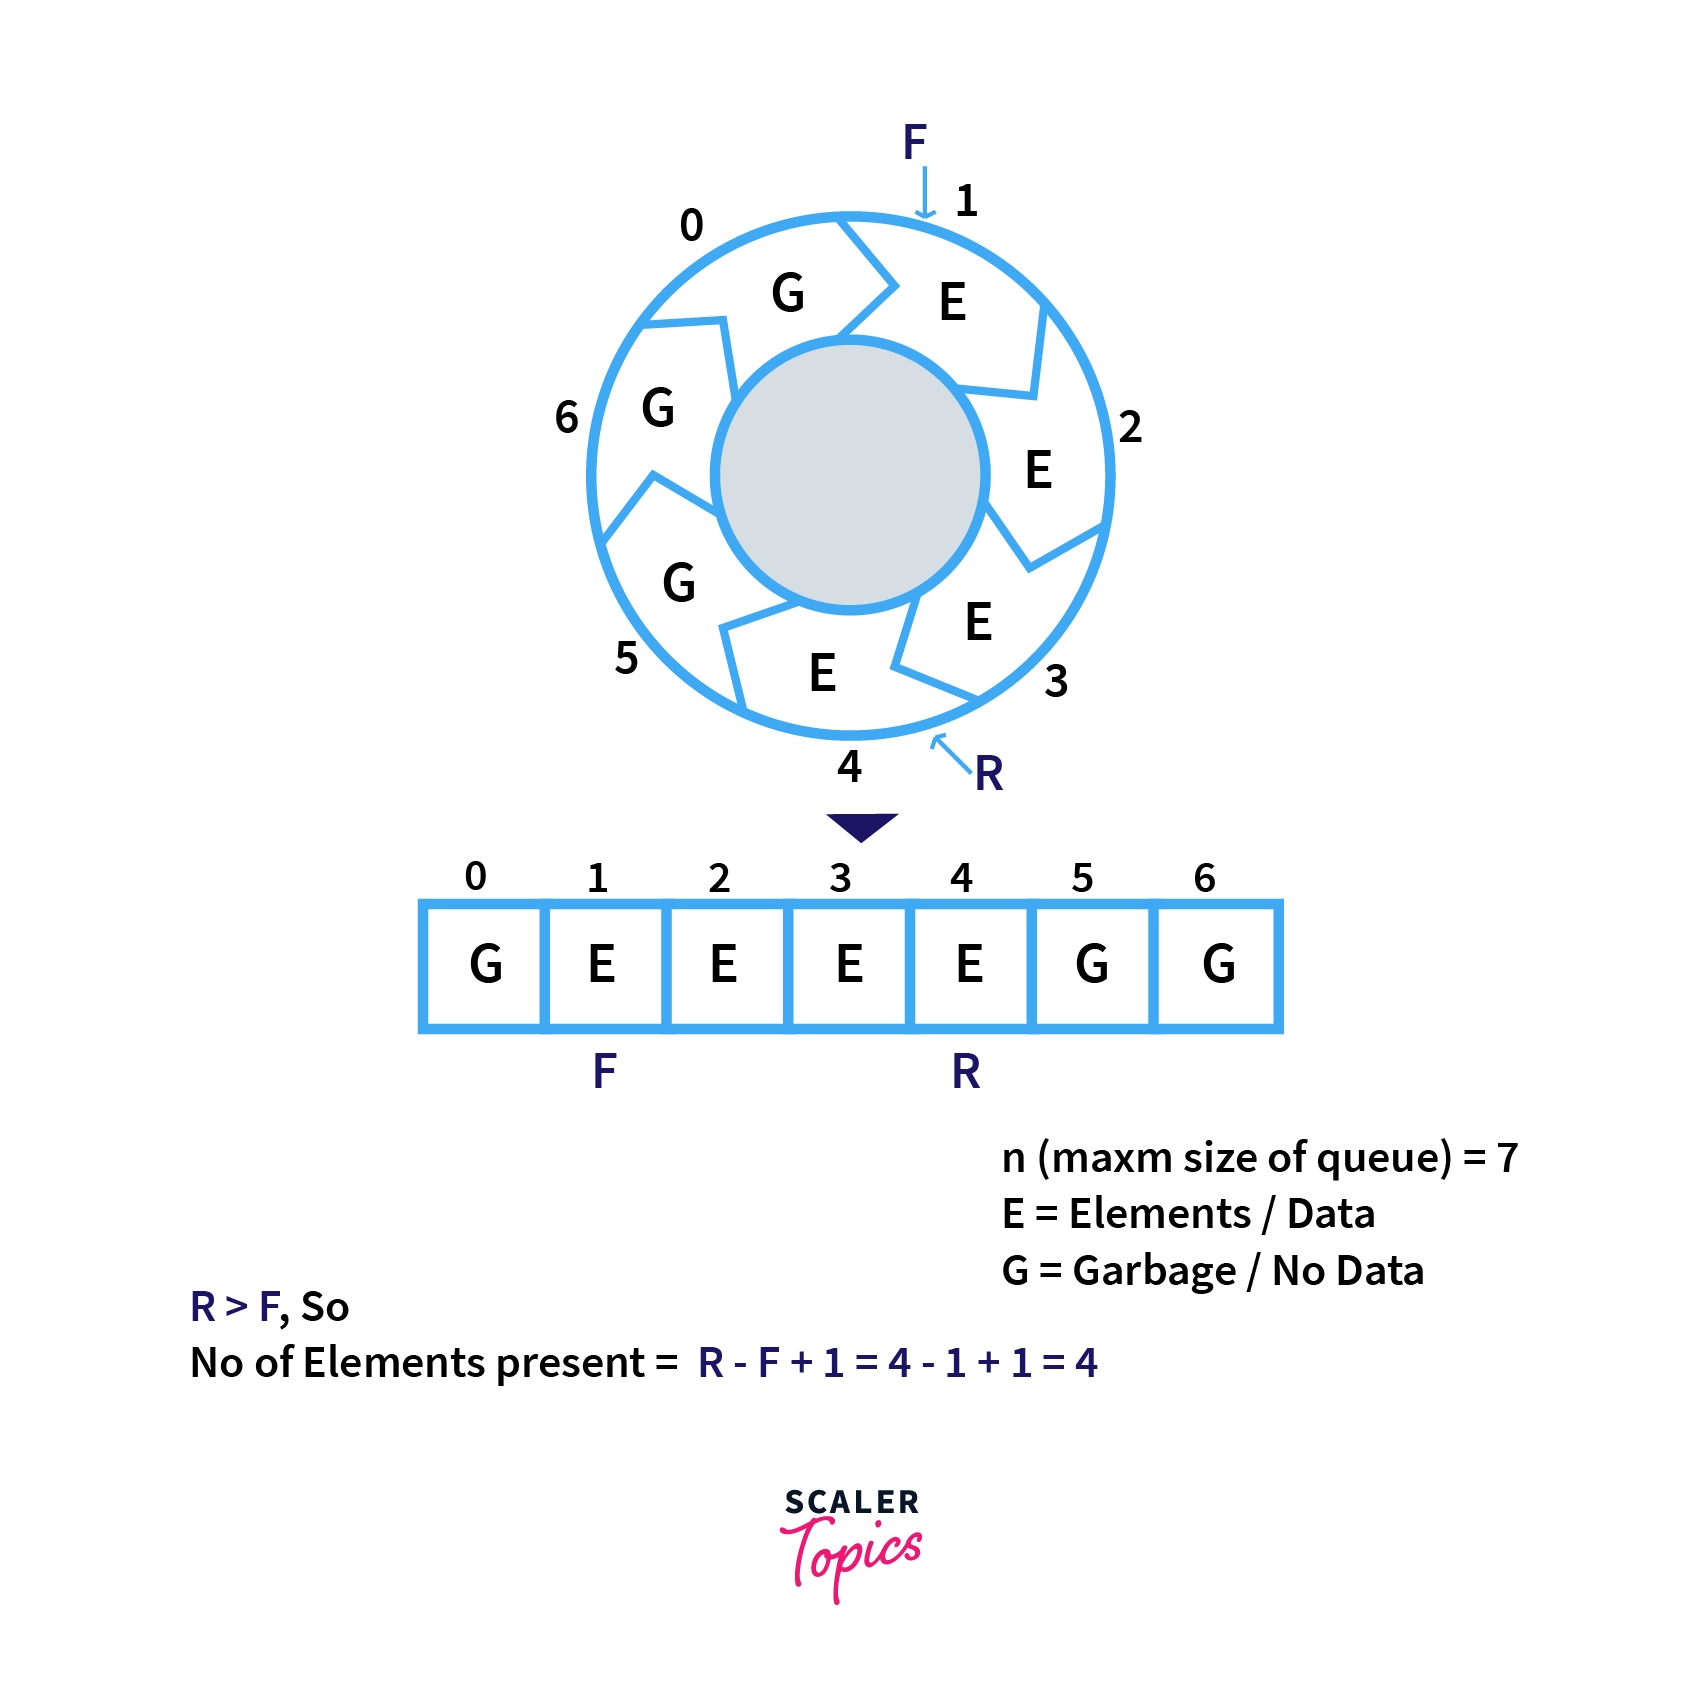 F
1
0
G
E
6
G
2
E
G
E
5
E
3
4
R
0 1 2 3 4 5 6
G E E E E G G
F R
n (maxm size of queue) = 7
E = Elements / Data
G = Garbage / No Data
R > F, So
No of Elements present = R - F + 1 = 4 - 1 + 1 = 4
SCALER
Topics